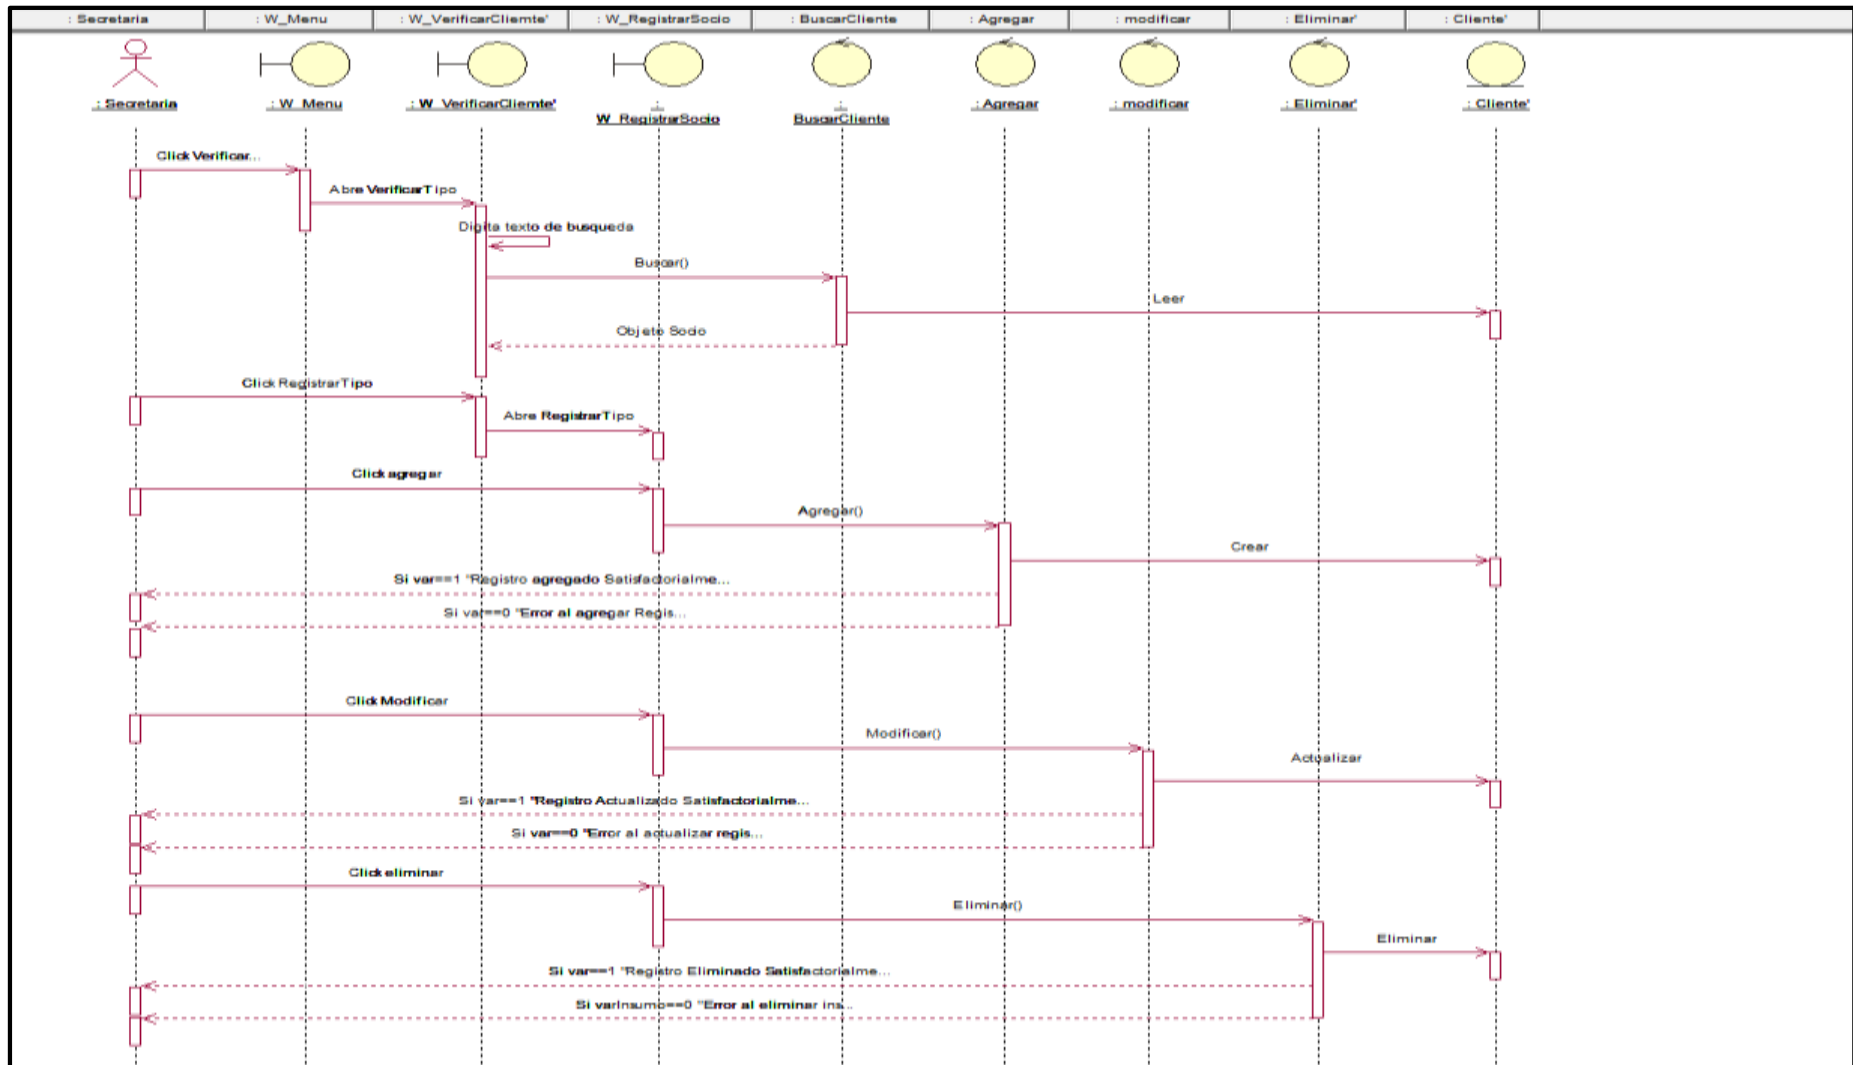 : Secretaria
: W_Menu
: W_VerificarCliemte'
: W_RegistrarSocio
: BuscarCliente
: Agregar
: modificar
: Eliminar'
: Cliente'
: Secretaria
: W_Menu
: W_VerificarCliemte'
:
W_RegistrarSocio
:
BuscarCliente
: Agregar
: modificar
: Eliminar'
: Cliente'
Click Verificar...
Abre VerificarTipo
Digita texto de busqueda
Buscar()
Leer
Objeto Socio
Click RegistrarTipo
Abre RegistrarTipo
Click agregar
Agregar()
Crear
Si var==1 "Registro agregado Satisfactorialme...
Si var==0 "Error al agregar Regis...
Click Modificar
Modificar()
Actualizar
Si var==1 "Registro Actualizado Satisfactorialme...
Si var==0 "Error al actualizar regis...
Click eliminar
Eliminar()
Eliminar
Si var==1 "Registro Eliminado Satisfactorialme...
Si varInsumo==0 "Error al eliminar ins...